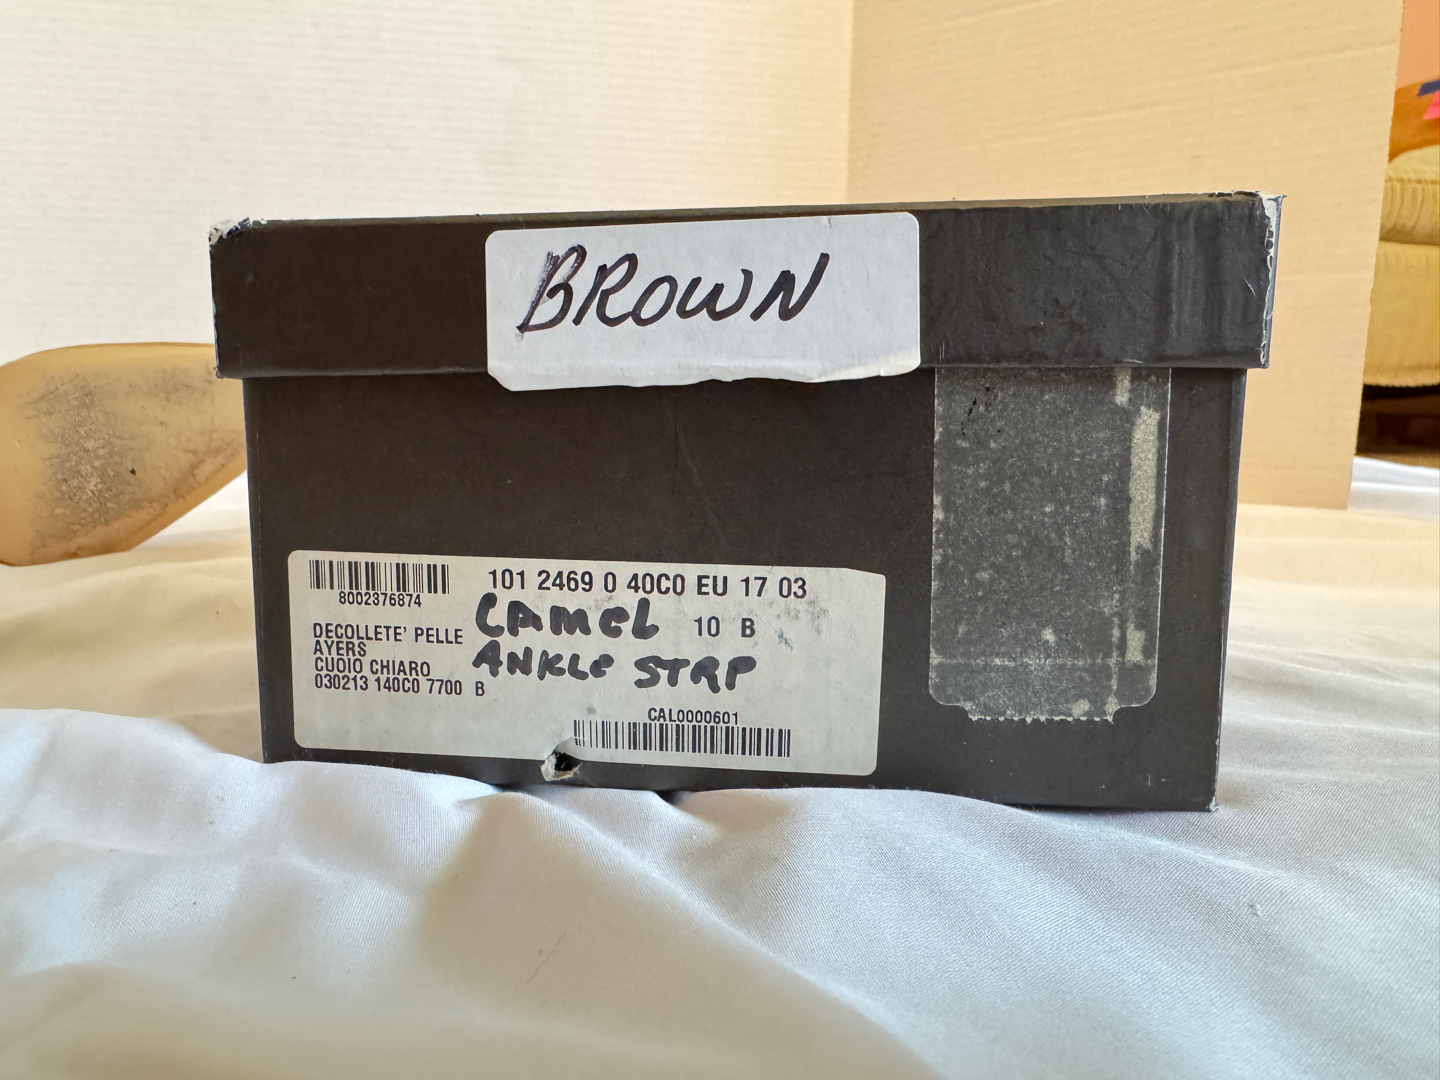 BROWN
101 2469 0 40C0 EU 17 03
8002376874
CAMEL 10 B
DECOLLETE' PELLE
AYERS
ANKLE STRP
CUOIO CHIARO
030213 140C0 7700 B
CAL0000601